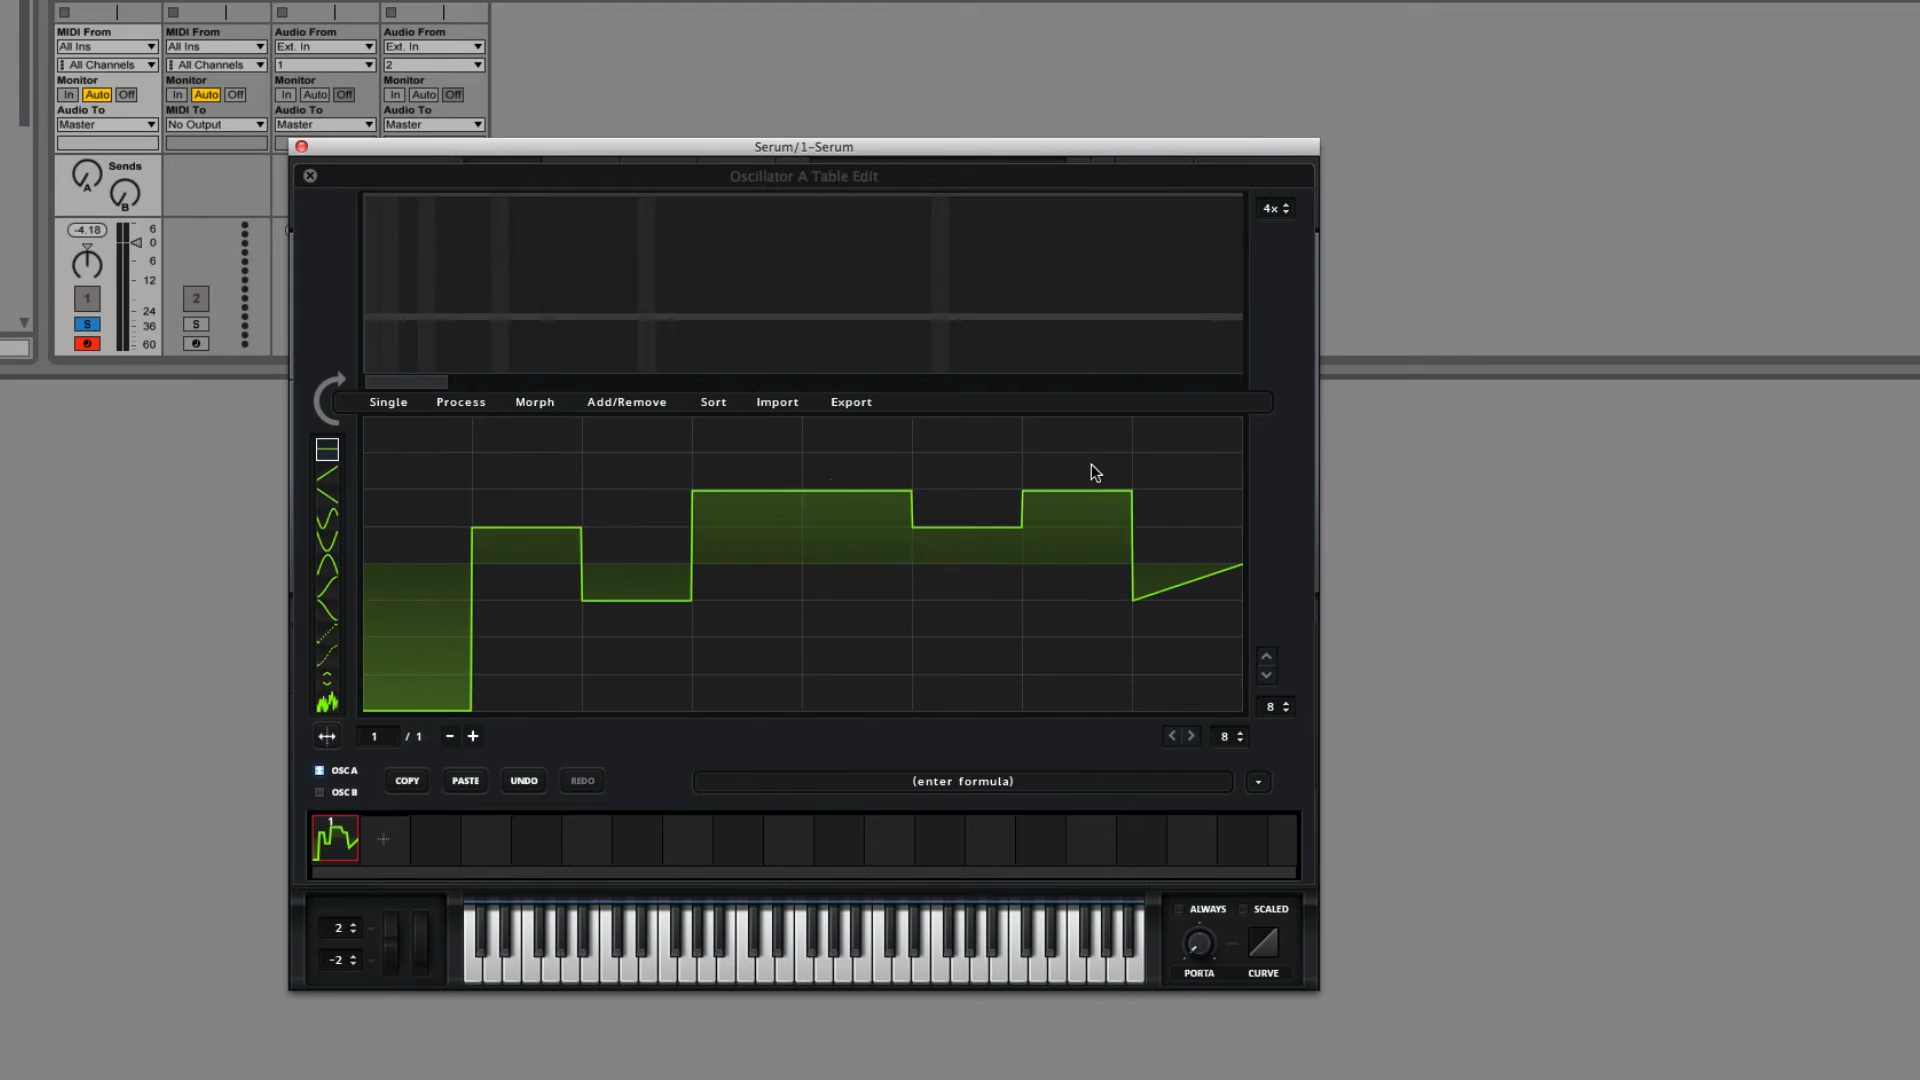 MIDI From MIDI From Audio From Audio From
All Ins All Ins Ext. In Ext. In
All Channels All Channels 1 2
Monitor Monitor Monitor Monitor
In Auto Off In Auto Off In Auto Off In Auto Off
Audio To MIDI To Audio To Audio To
Master No Output Master Master
Serum/1-Serum
Sends
A
B
Oscillator A Table Edit
4x
-4.18
6
0
6
12
24
36
60
1
2
S
S
Single Process Morph Add/Remove Sort Import Export
8
1 / 1 - + < > 8
OSC A
OSC B
COPY PASTE UNDO REDO (enter formula)
1
2
-2
ALWAYS SCALED
PORTA CURVE